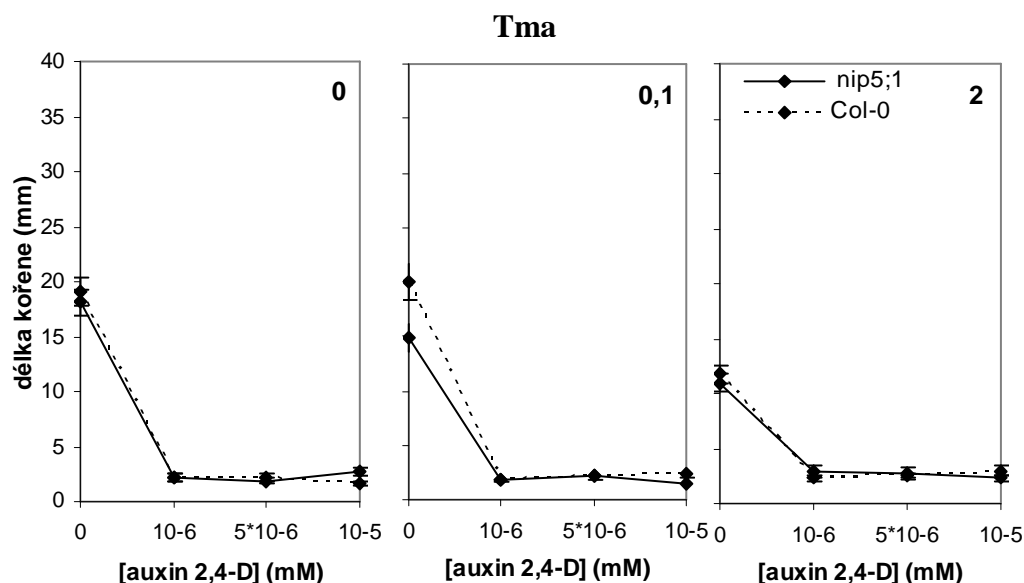 Tma
40
35
30
25
20
15
10
5
0
délka kořene (mm)
0
0 10-6 5*10-6 10-5
[auxin 2,4-D] (mM)
0,1
0 10-6 5*10-6 10-5
[auxin 2,4-D] (mM)
nip5;1
Col-0
2
0 10-6 5*10-6 10-5
[auxin 2,4-D] (mM)